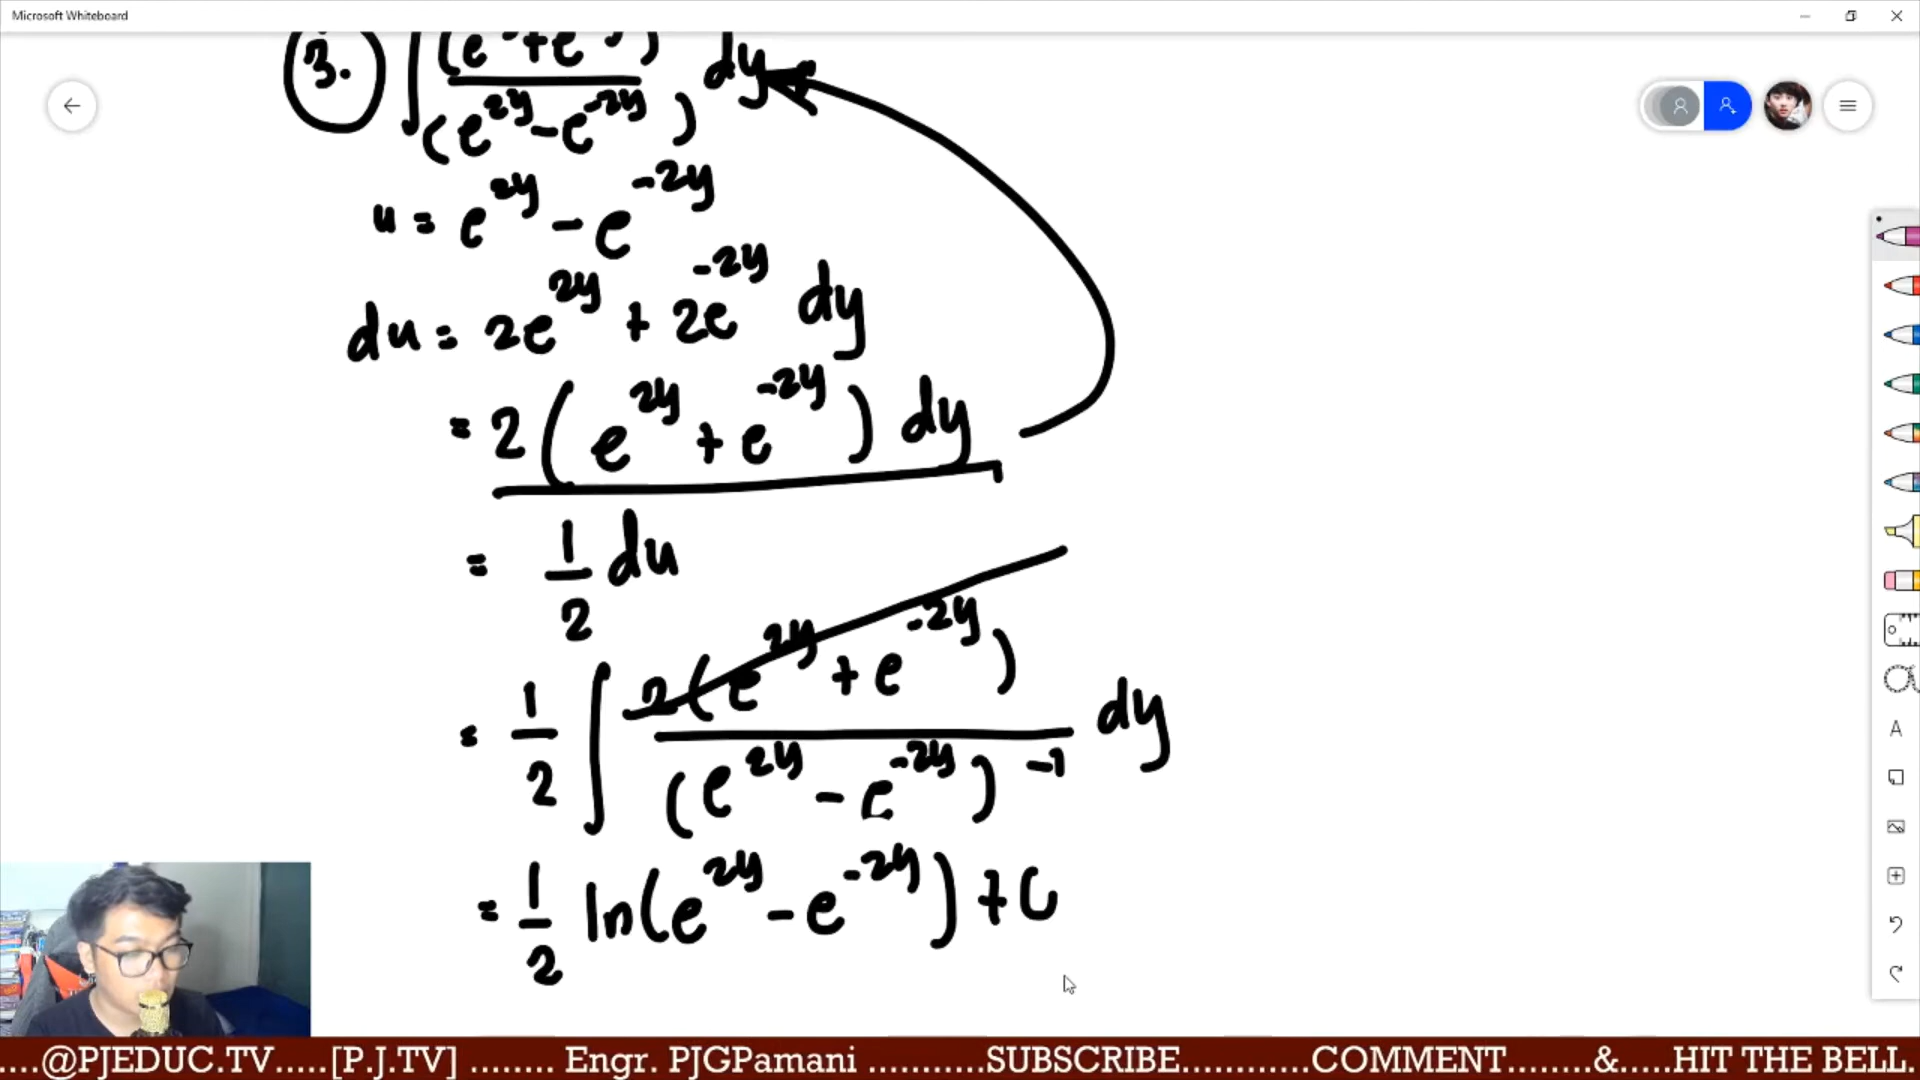 Microsoft Whiteboard
3. ∫ (e + e ) dy
(e^{2y} - e^{-2y})
u = e^{2y} - e^{-2y}
du = 2e^{2y} + 2e^{-2y} dy
= 2(e^{2y} + e^{-2y}) dy
= 1/2 du
= 1/2 ∫ 2(e^{2y} + e^{-2y}) / (e^{2y} - e^{-2y})^{-1} dy
= 1/2 ln(e^{2y} - e^{-2y}) + C
A
....@PJEDUC.TV.....[P.J.TV] ........ Engr. PJGPamani ...........SUBSCRIBE............COMMENT........&.....HIT THE BELL.